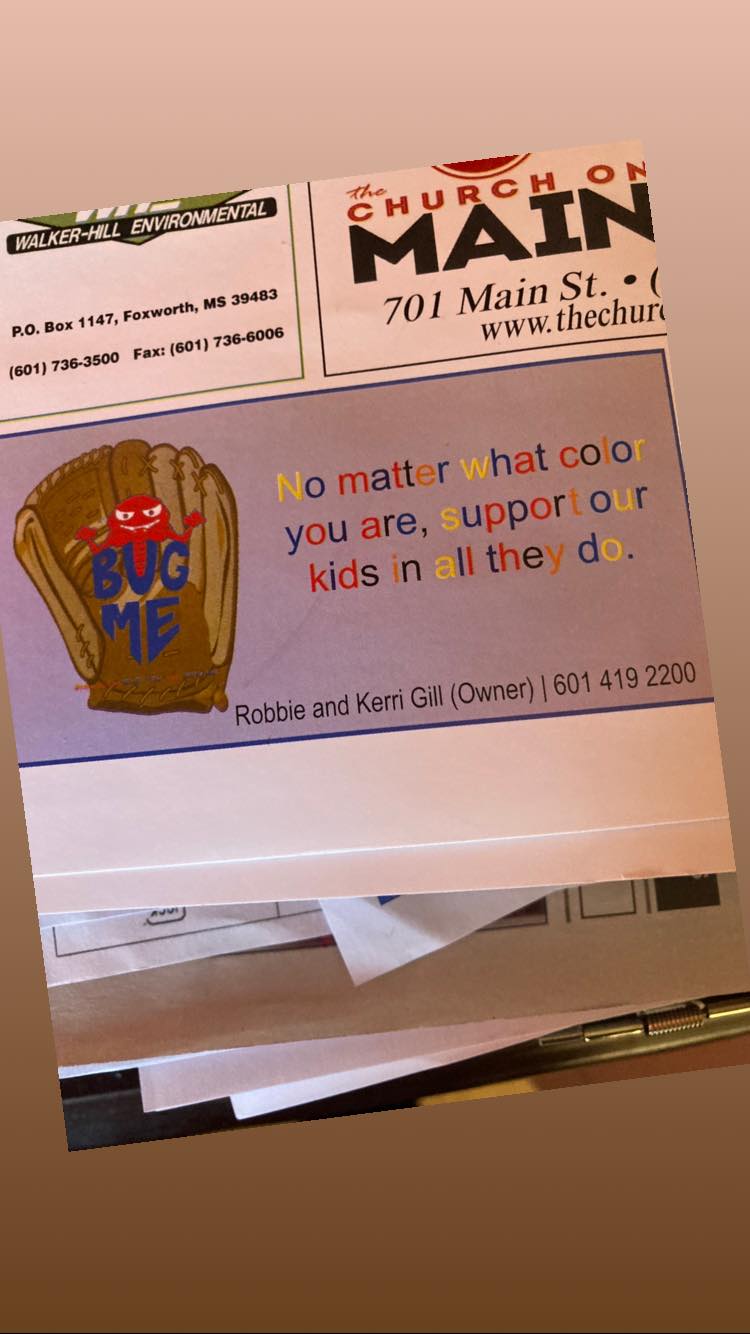 WALKER-HILL ENVIRONMENTAL
P.O. Box 1147, Foxworth, MS 39483
(601) 736-3500 Fax: (601) 736-6006
the
CHURCH ON
MAIN
701 Main St. • (
www.thechurc
BUG
ME
No matter what color
you are, support our
kids in all they do.
Robbie and Kerri Gill (Owner) | 601 419 2200